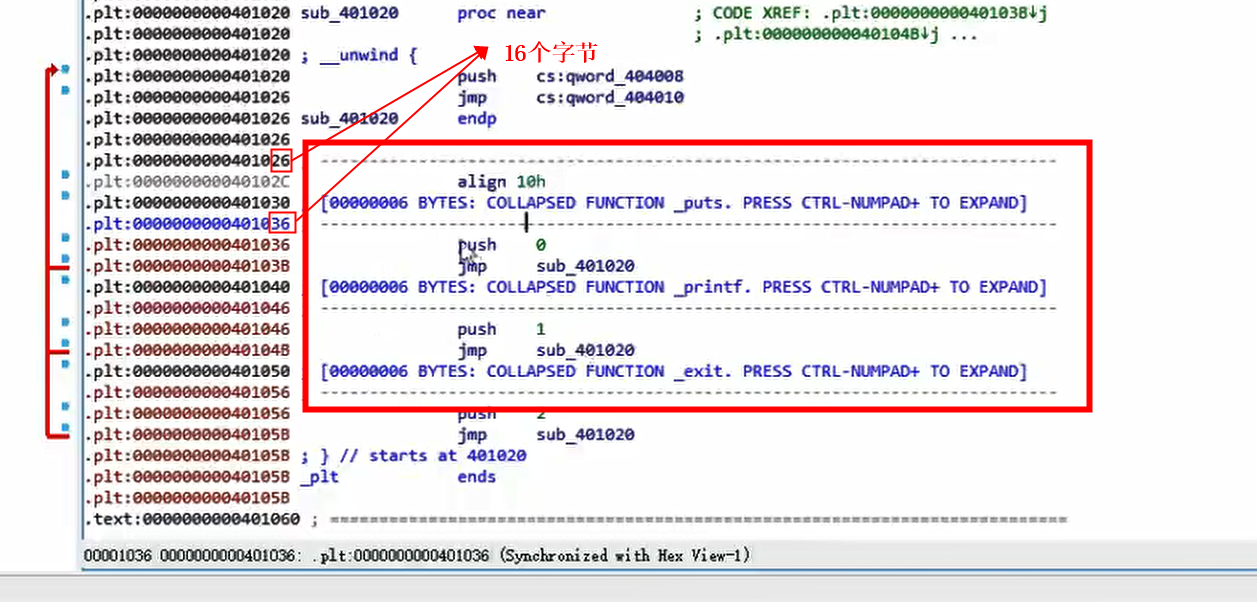 .plt:0000000000401020 sub_401020 proc near ; CODE XREF: .plt:000000000040103B↓j
.plt:0000000000401020 ; .plt:000000000040104B↓j ...
.plt:0000000000401020 ; __unwind { 16个字节
.plt:0000000000401020 push cs:qword_404008
.plt:0000000000401026 jmp cs:qword_404010
.plt:0000000000401026 sub_401020 endp
.plt:0000000000401026
.plt:0000000000401026 ---------------------------------------------------------------------------
.plt:000000000040102C align 10h
.plt:0000000000401030 [00000006 BYTES: COLLAPSED FUNCTION _puts. PRESS CTRL-NUMPAD+ TO EXPAND]
.plt:0000000000401036 ---------------------------------------------------------------------------
.plt:0000000000401036 push 0
.plt:000000000040103B jmp sub_401020
.plt:0000000000401040 [00000006 BYTES: COLLAPSED FUNCTION _printf. PRESS CTRL-NUMPAD+ TO EXPAND]
.plt:0000000000401046 ---------------------------------------------------------------------------
.plt:0000000000401046 push 1
.plt:000000000040104B jmp sub_401020
.plt:0000000000401050 [00000006 BYTES: COLLAPSED FUNCTION _exit. PRESS CTRL-NUMPAD+ TO EXPAND]
.plt:0000000000401056 ---------------------------------------------------------------------------
.plt:0000000000401056 push 2
.plt:000000000040105B jmp sub_401020
.plt:000000000040105B ; } // starts at 401020
.plt:000000000040105B _plt ends
.plt:000000000040105B
.text:0000000000401060 ; ===========================================================================
00001036 0000000000401036: .plt:0000000000401036 (Synchronized with Hex View-1)